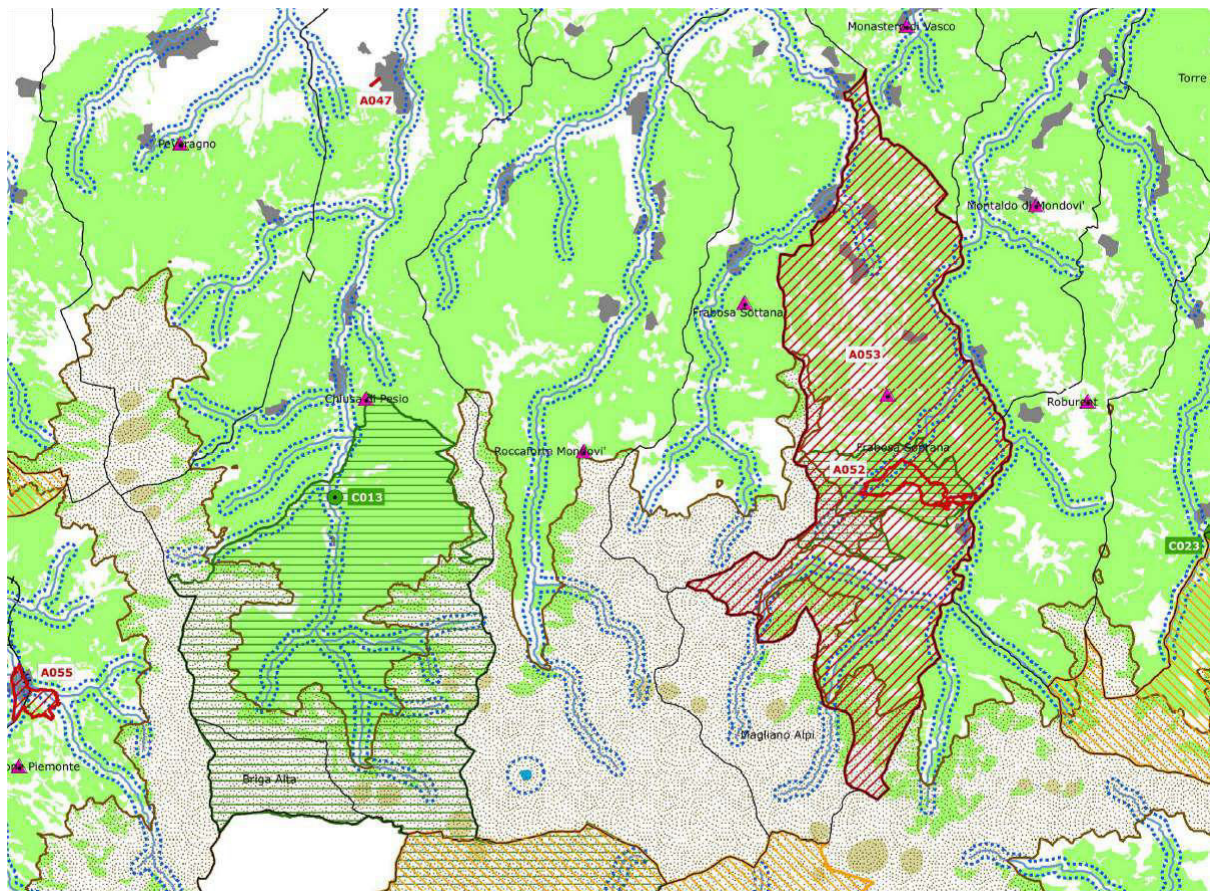 Monastero di Vasco
Torre
A047
Peveragno
Montaldo di Mondovi'
Frabosa Sottana
A053
Chiusa di Pesio
Roburent
Roccaforte Mondovi'
Frabosa Soprana
A052
C013
C023
A055
Magliano Alpi
Piemonte
Briga Alta